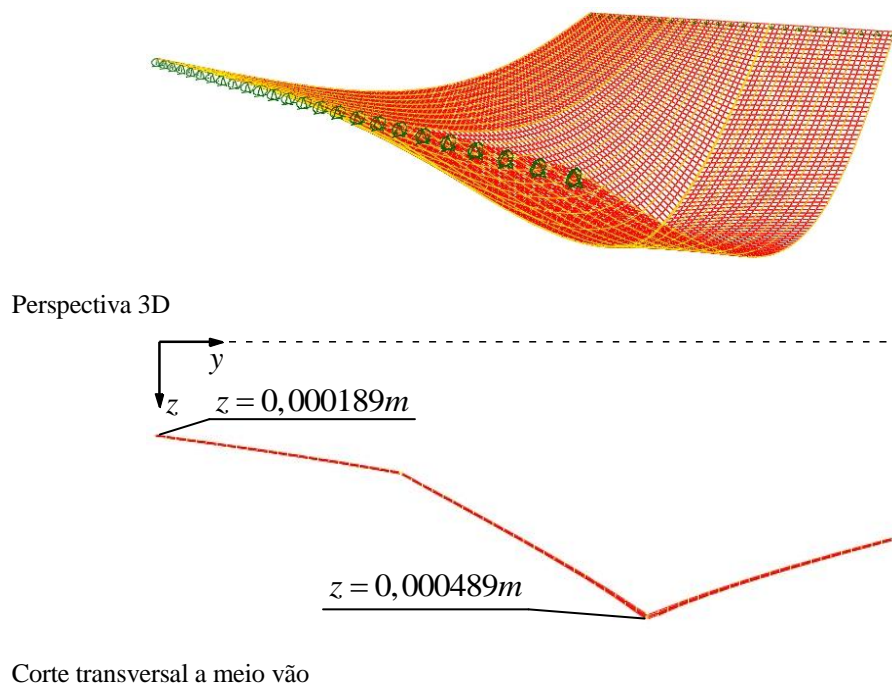 Perspectiva 3D
y
z
z = 0,000189m
z = 0,000489m
Corte transversal a meio vão